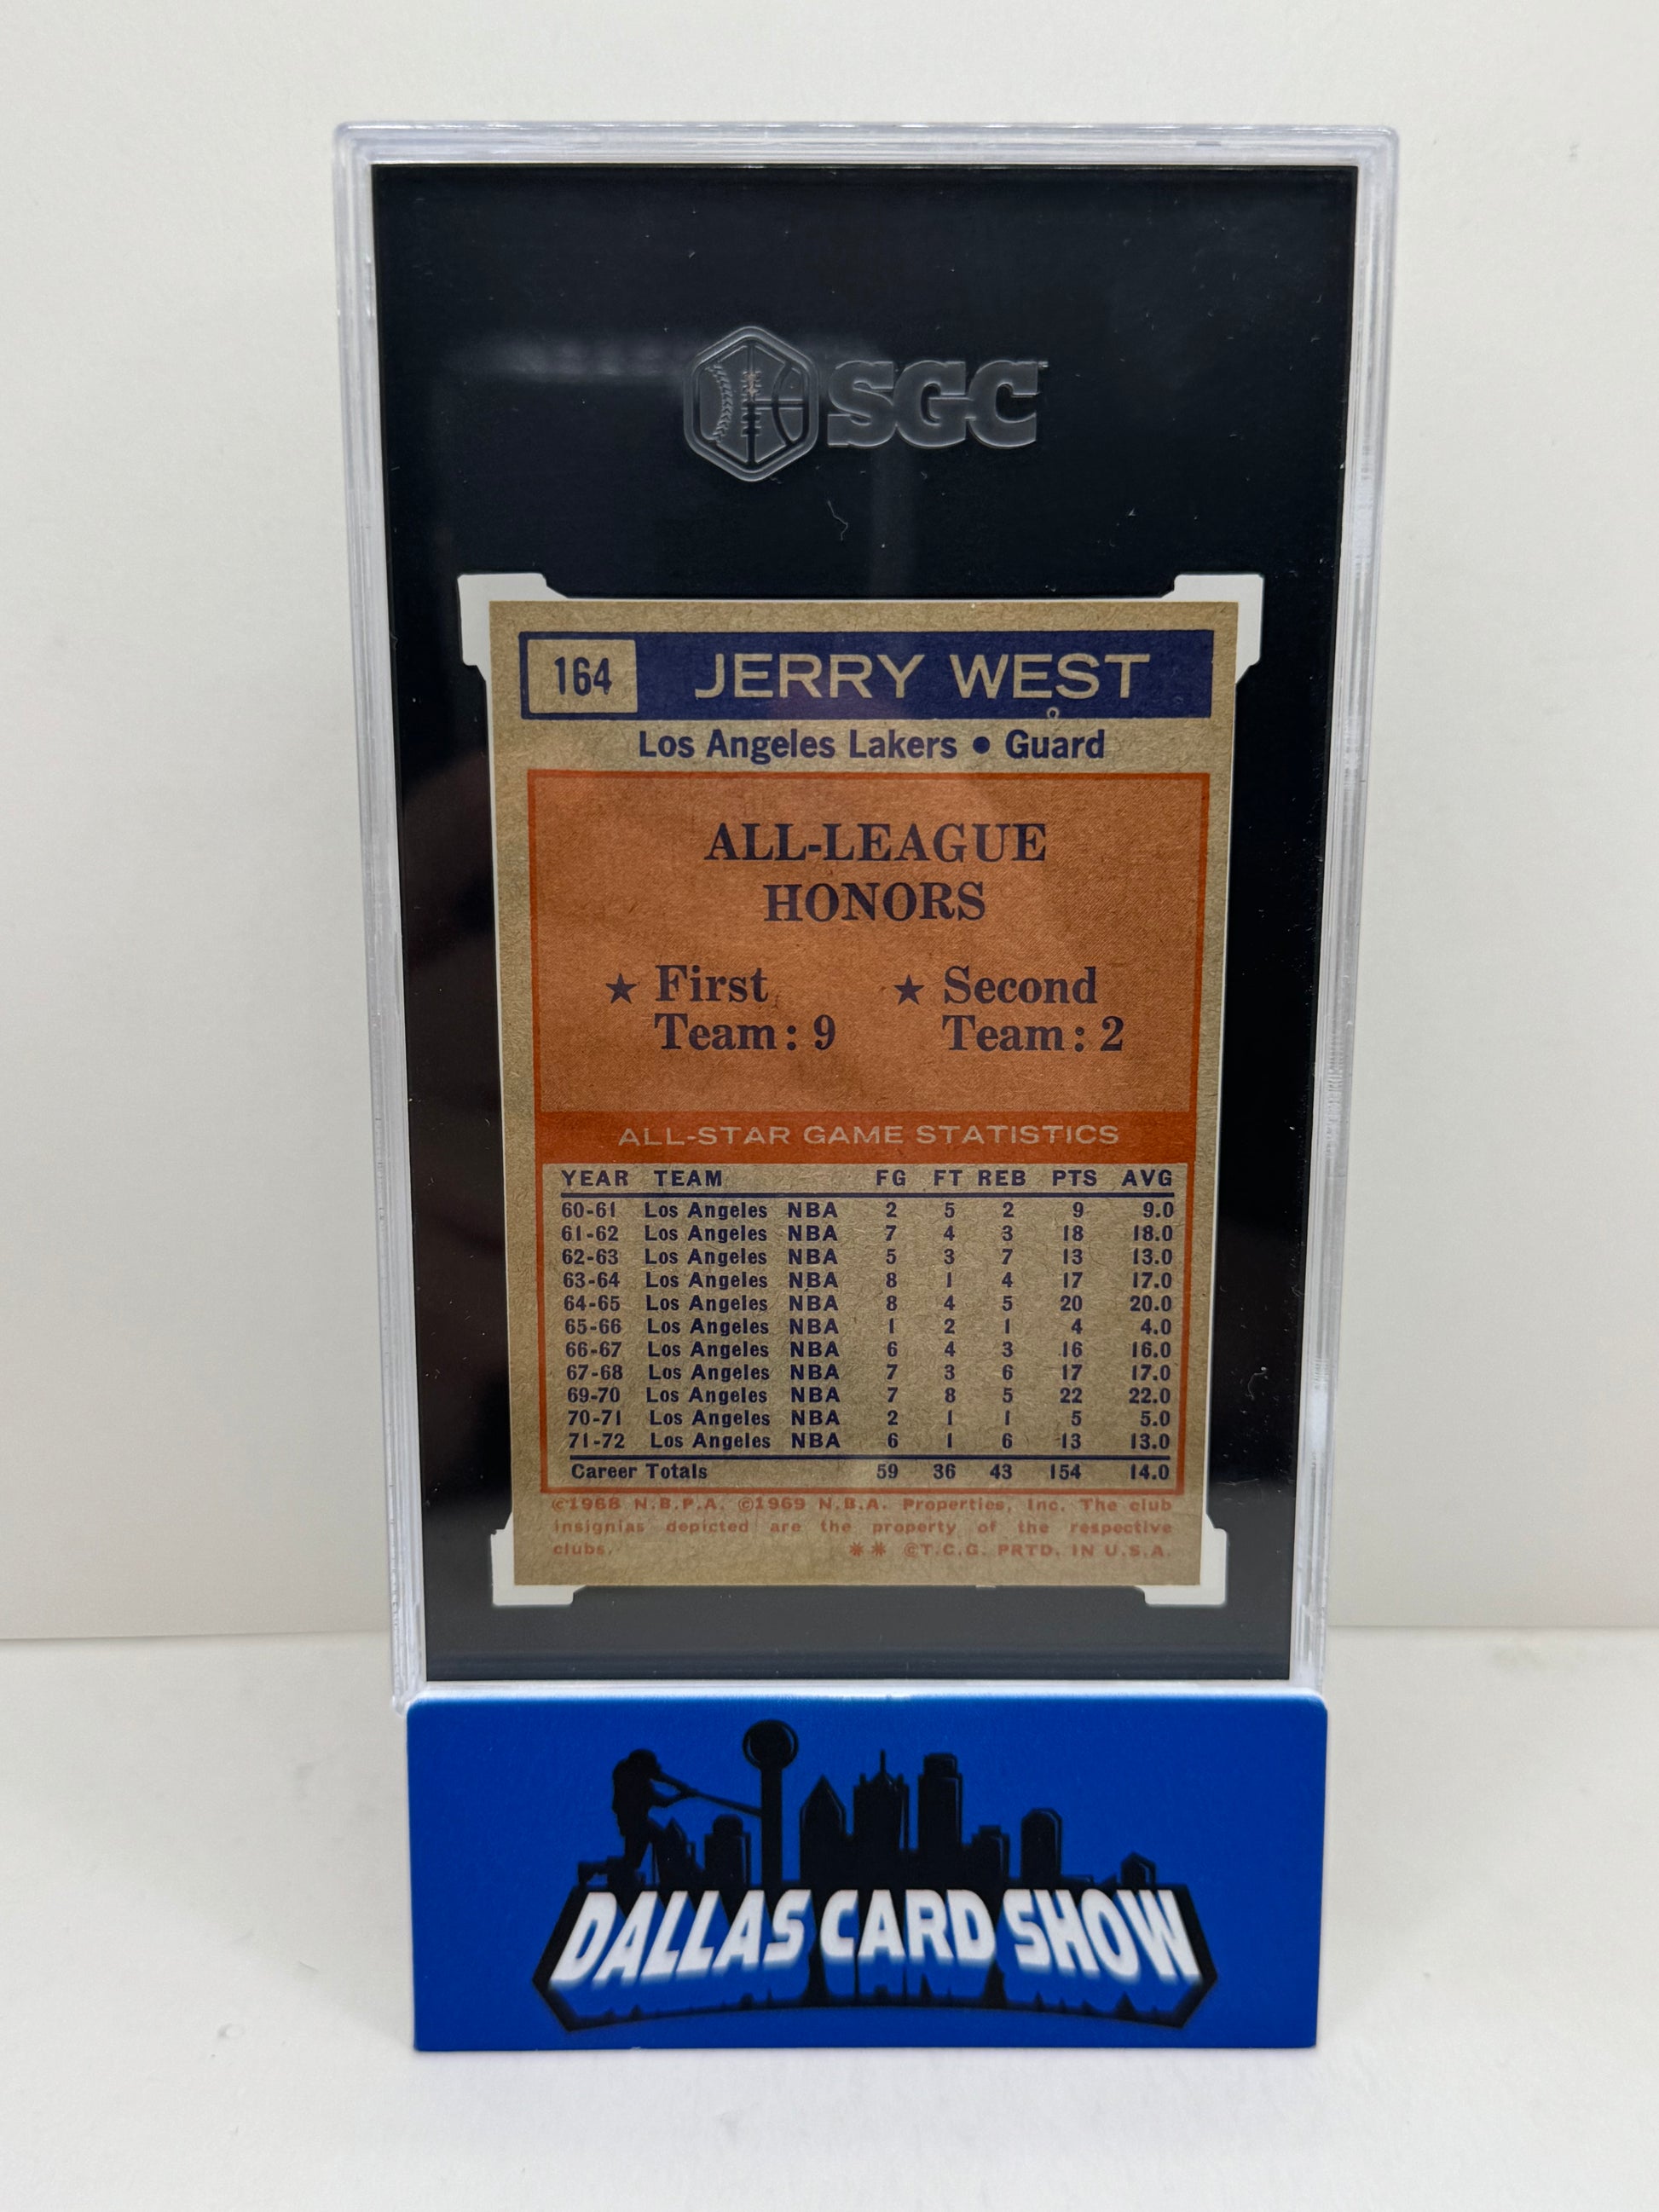 SGC
164 JERRY WEST
Los Angeles Lakers • Guard
ALL-LEAGUE
HONORS
★ First ★ Second
Team: 9 Team: 2
ALL-STAR GAME STATISTICS
YEAR TEAM FG FT REB PTS AVG
60-61 Los Angeles NBA 2 5 2 9 9.0
61-62 Los Angeles NBA 7 4 3 18 18.0
62-63 Los Angeles NBA 5 3 7 13 13.0
63-64 Los Angeles NBA 8 1 4 17 17.0
64-65 Los Angeles NBA 8 4 5 20 20.0
65-66 Los Angeles NBA 1 2 1 4 4.0
66-67 Los Angeles NBA 6 4 3 16 16.0
67-68 Los Angeles NBA 7 3 6 17 17.0
69-70 Los Angeles NBA 7 8 5 22 22.0
70-71 Los Angeles NBA 2 1 1 5 5.0
71-72 Los Angeles NBA 6 1 6 13 13.0
Career Totals 59 36 43 154 14.0
©1968 N.B.P.A. ©1969 N.B.A. Properties, Inc. The club
insignias depicted are the property of the respective
clubs. ** ©T.C.G. PRTD. IN U.S.A.
DALLAS CARD SHOW